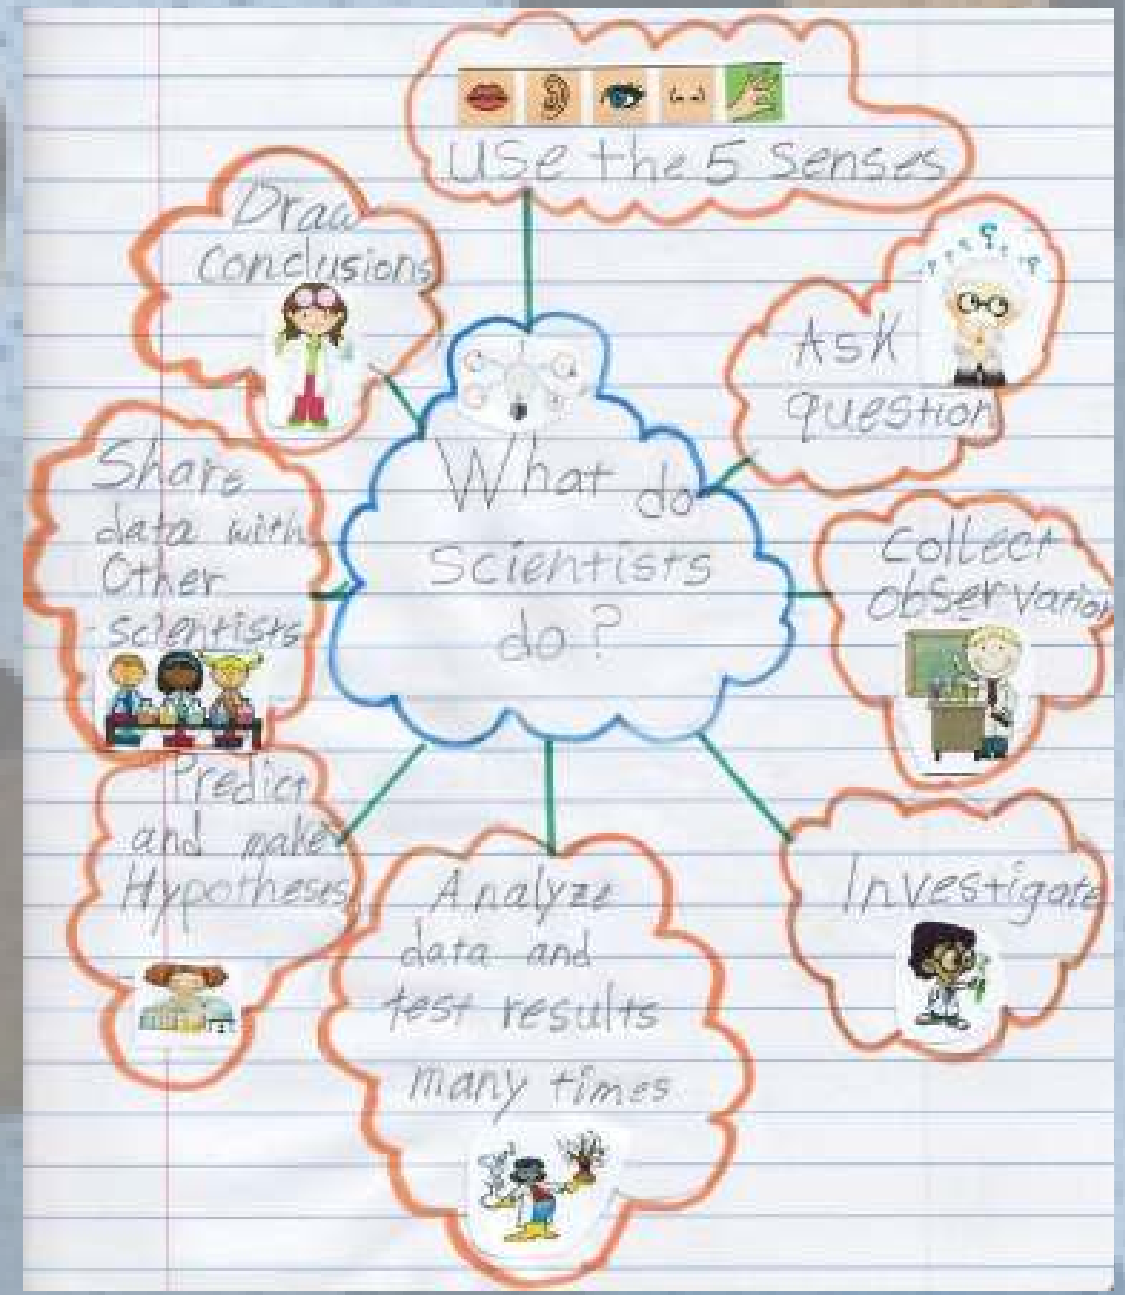 Use the 5 senses
Draw
Conclusions
Ask
question
What do
Scientists
do?
Share
data with
Other
scientists
Collect
observation
Predict
and make
Hypotheses
Analyze
data and
test results
many times
Investigate